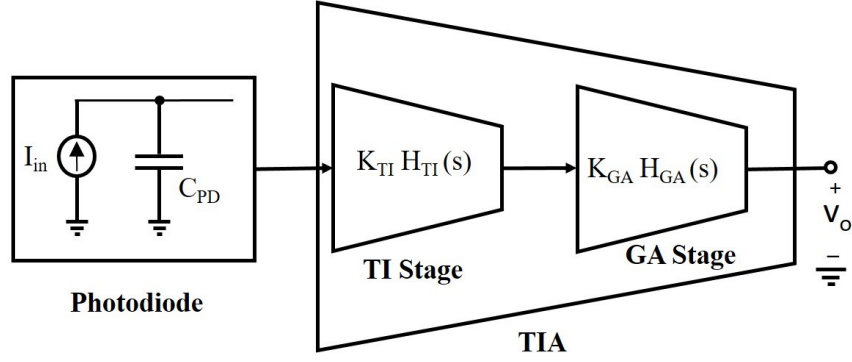 I_in
C_PD
Photodiode
K_TI H_TI (s)
TI Stage
K_GA H_GA (s)
GA Stage
TIA
+
V_o
−